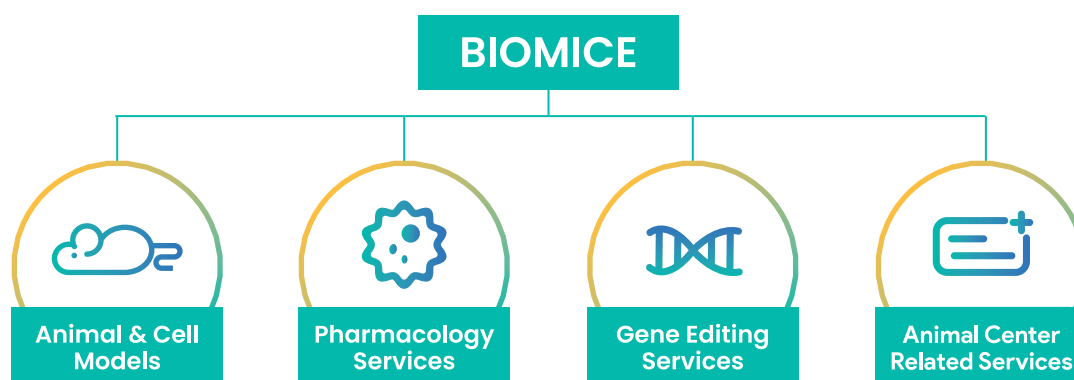 BIOMICE
Animal & Cell
Models
Pharmacology
Services
Gene Editing
Services
Animal Center
Related Services